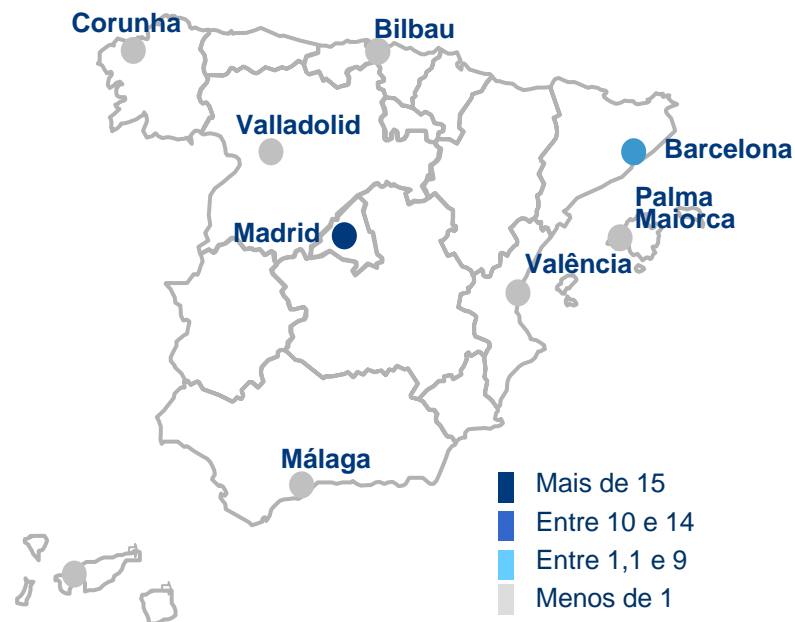 Corunha
Bilbau
Valladolid
Barcelona
Palma
Maiorca
Madrid
Valência
Málaga
Mais de 15
Entre 10 e 14
Entre 1,1 e 9
Menos de 1